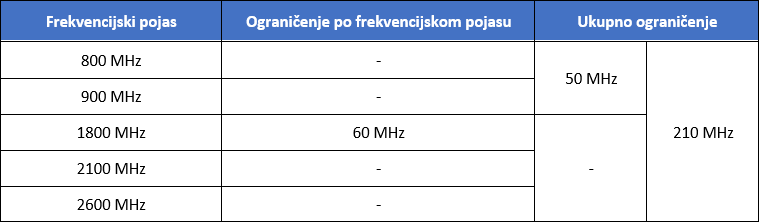 Frekvencijski pojas Ograničenje po frekvencijskom pojasu Ukupno ograničenje
800 MHz -
50 MHz
900 MHz -
1800 MHz 60 MHz 210 MHz
2100 MHz - -
2600 MHz -